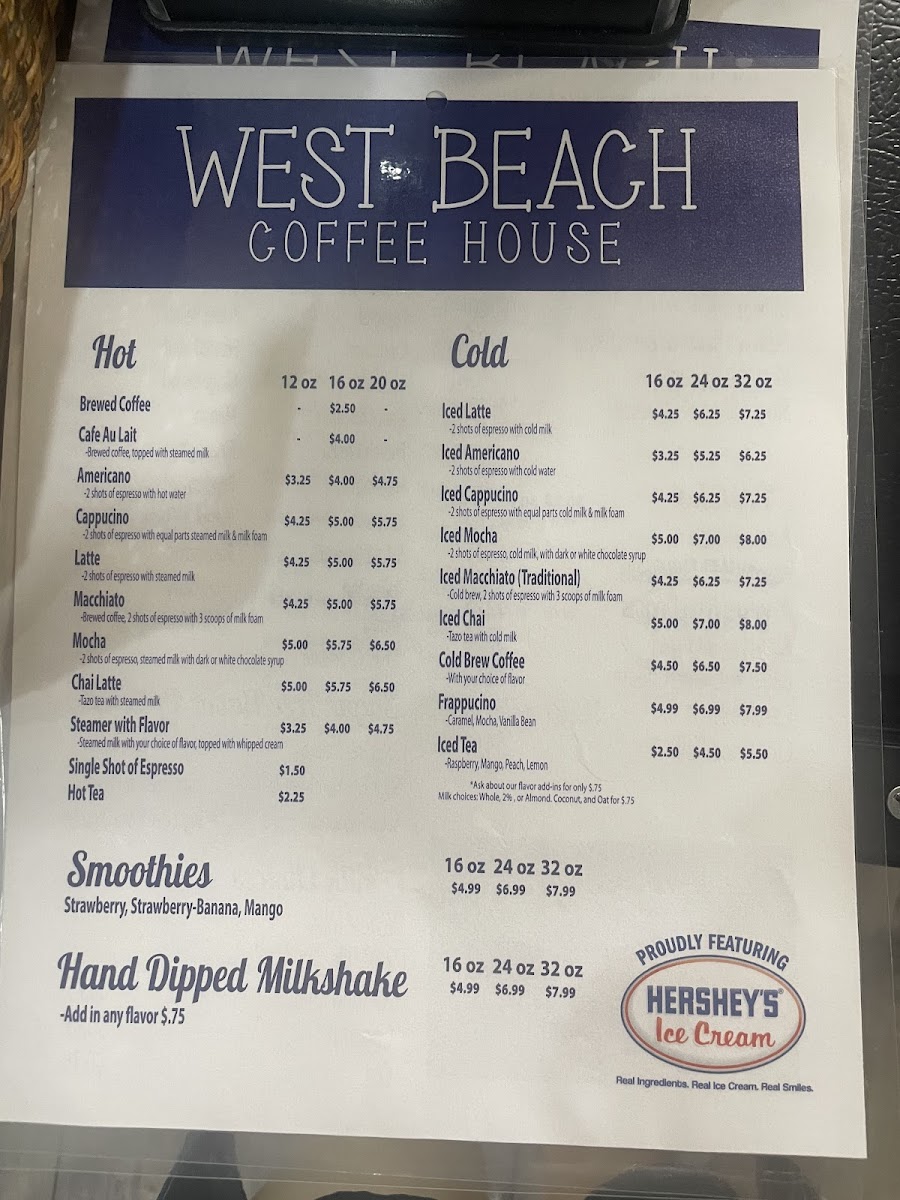 WEST BEACH
COFFEE HOUSE
Hot
12 oz 16 oz 20 oz
Brewed Coffee - $2.50 -
Cafe Au Lait - $4.00 -
-Brewed coffee, topped with steamed milk
Americano $3.25 $4.00 $4.75
-2 shots of espresso with hot water
Cappucino $4.25 $5.00 $5.75
-2 shots of espresso with equal parts steamed milk & milk foam
Latte $4.25 $5.00 $5.75
-2 shots of espresso with steamed milk
Macchiato $4.25 $5.00 $5.75
-Brewed coffee, 2 shots of espresso with 3 scoops of milk foam
Mocha $5.00 $5.75 $6.50
-2 shots of espresso, steamed milk with dark or white chocolate syrup
Chai Latte $5.00 $5.75 $6.50
-Tazo tea with steamed milk
Steamer with Flavor $3.25 $4.00 $4.75
-Steamed milk with your choice of flavor, topped with whipped cream
Single Shot of Espresso $1.50
Hot Tea $2.25
Cold
16 oz 24 oz 32 oz
Iced Latte $4.25 $6.25 $7.25
-2 shots of espresso with cold milk
Iced Americano $3.25 $5.25 $6.25
-2 shots of espresso with cold water
Iced Cappucino $4.25 $6.25 $7.25
-2 shots of espresso with equal parts cold milk & milk foam
Iced Mocha $5.00 $7.00 $8.00
-2 shots of espresso, cold milk, with dark or white chocolate syrup
Iced Macchiato (Traditional) $4.25 $6.25 $7.25
-Cold brew, 2 shots of espresso with 3 scoops of milk foam
Iced Chai $5.00 $7.00 $8.00
-Tazo tea with cold milk
Cold Brew Coffee $4.50 $6.50 $7.50
-With your choice of flavor
Frappucino $4.99 $6.99 $7.99
-Caramel, Mocha, Vanilla Bean
Iced Tea $2.50 $4.50 $5.50
-Raspberry, Mango, Peach, Lemon
*Ask about our flavor add-ins for only $.75
Milk choices: Whole, 2% , or Almond. Coconut, and Oat for $.75
Smoothies 16 oz 24 oz 32 oz
$4.99 $6.99 $7.99
Strawberry, Strawberry-Banana, Mango
Hand Dipped Milkshake 16 oz 24 oz 32 oz
$4.99 $6.99 $7.99
-Add in any flavor $.75
PROUDLY FEATURING
HERSHEY'S®
Ice Cream
Real Ingredients. Real Ice Cream. Real Smiles.